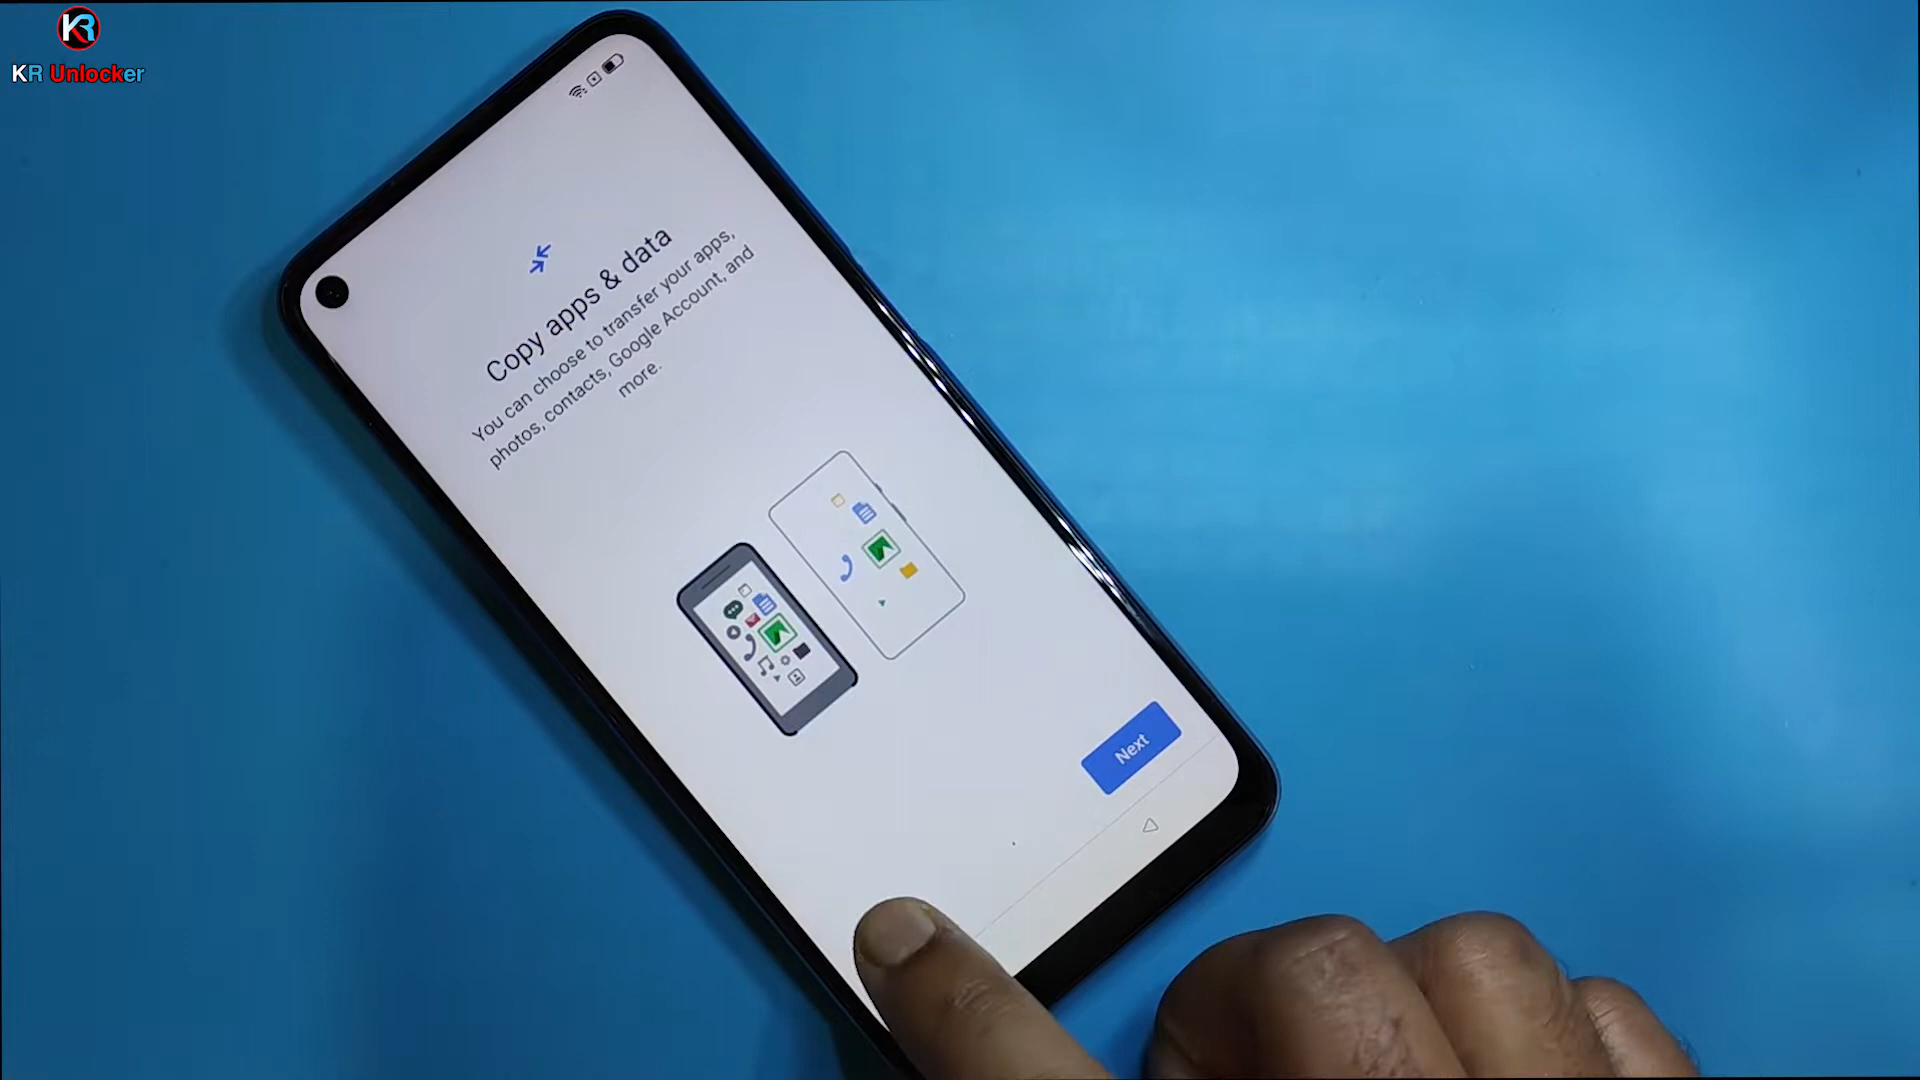 KR
KR Unlocker
Copy apps & data
You can choose to transfer your apps,
photos, contacts, Google Account, and
more.
Next